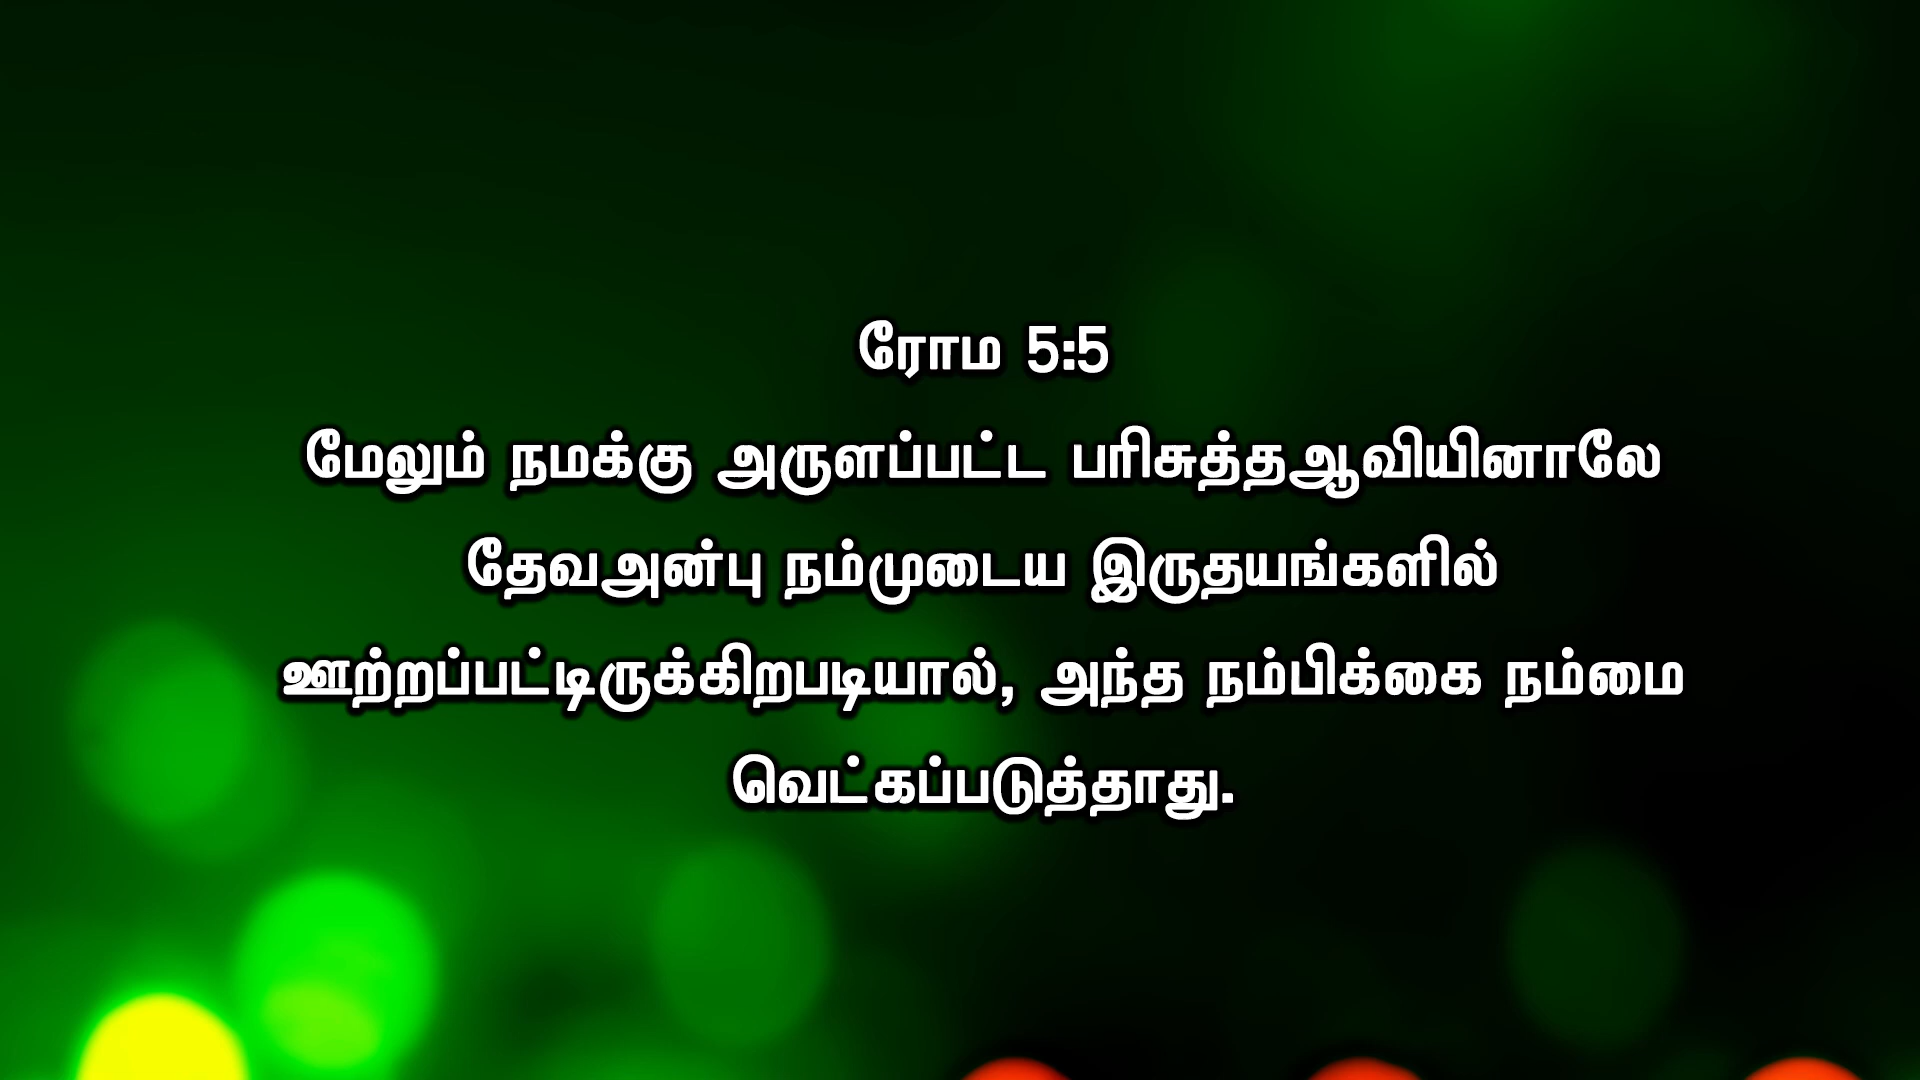 ரோம 5:5
மேலும் நமக்கு அருளப்பட்ட பரிசுத்தஆவியினாலே
தேவஅன்பு நம்முடைய இருதயங்களில்
ஊற்றப்பட்டிருக்கிறபடியால், அந்த நம்பிக்கை நம்மை
வெட்கப்படுத்தாது.